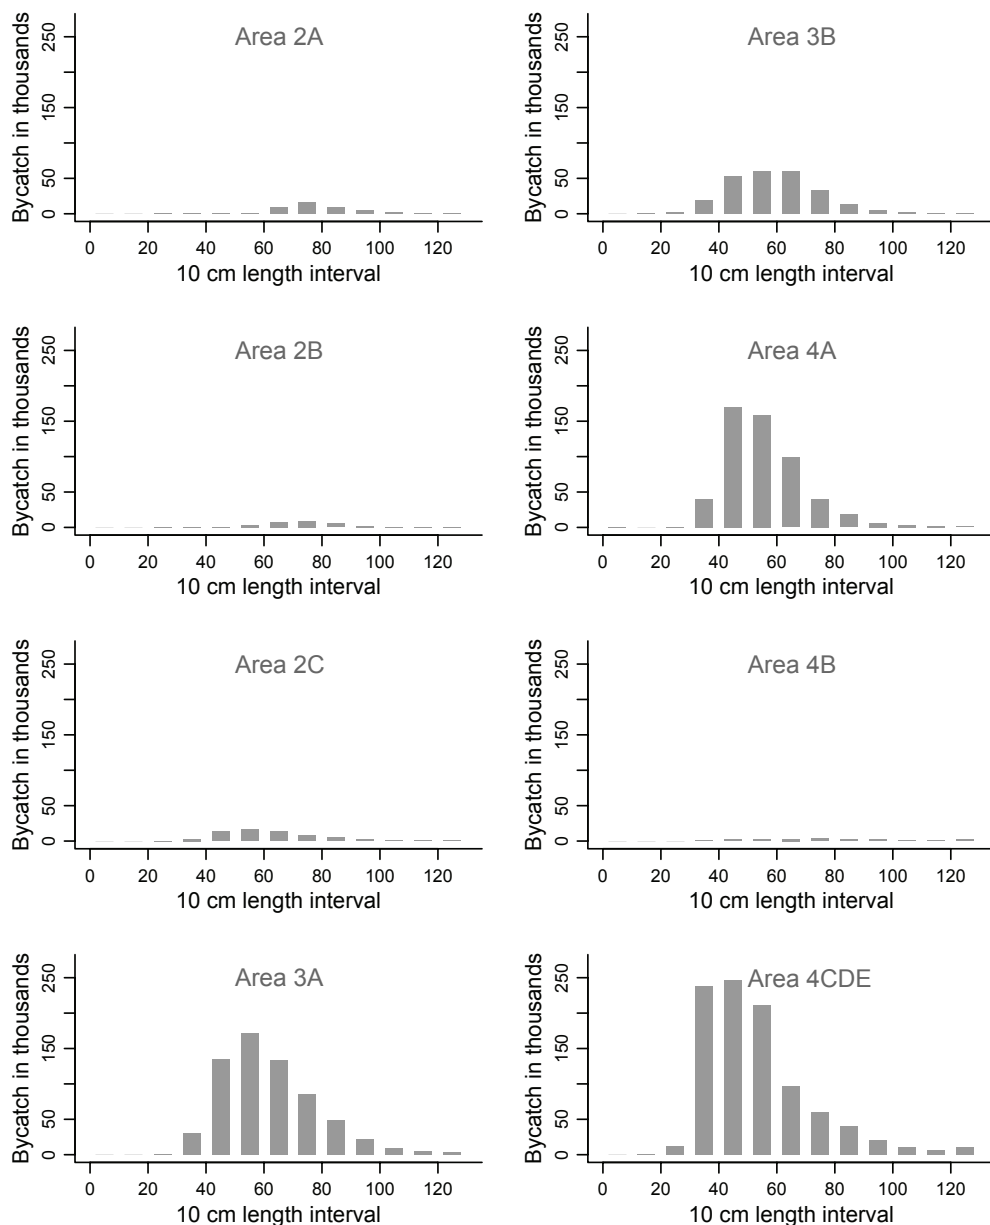 Area 2A
Bycatch in thousands
0 50 150 250
0 20 40 60 80 100 120
10 cm length interval
Area 3B
Bycatch in thousands
0 50 150 250
0 20 40 60 80 100 120
10 cm length interval
Area 2B
Bycatch in thousands
0 50 150 250
0 20 40 60 80 100 120
10 cm length interval
Area 4A
Bycatch in thousands
0 50 150 250
0 20 40 60 80 100 120
10 cm length interval
Area 2C
Bycatch in thousands
0 50 150 250
0 20 40 60 80 100 120
10 cm length interval
Area 4B
Bycatch in thousands
0 50 150 250
0 20 40 60 80 100 120
10 cm length interval
Area 3A
Bycatch in thousands
0 50 150 250
0 20 40 60 80 100 120
10 cm length interval
Area 4CDE
Bycatch in thousands
0 50 150 250
0 20 40 60 80 100 120
10 cm length interval